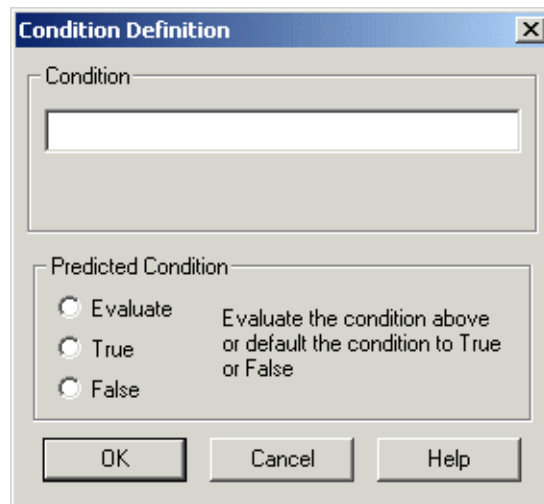 Condition Definition
Condition
Predicted Condition
Evaluate
True
False
Evaluate the condition above
or default the condition to True
or False
OK
Cancel
Help